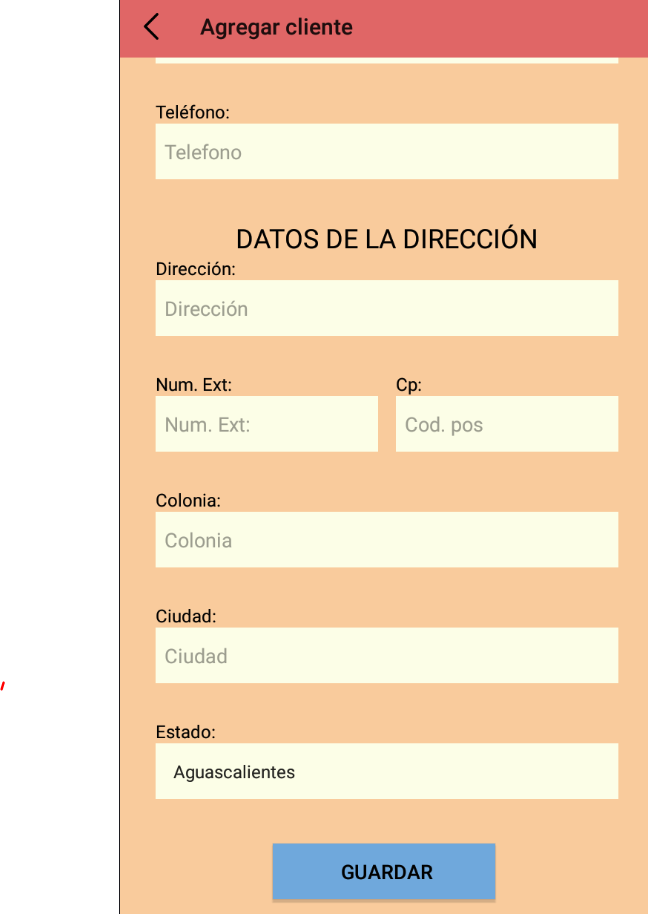 Agregar cliente
Teléfono:
Telefono
DATOS DE LA DIRECCIÓN
Dirección:
Dirección
Num. Ext: Cp:
Num. Ext: Cod. pos
Colonia:
Colonia
Ciudad:
Ciudad
Estado:
Aguascalientes
GUARDAR